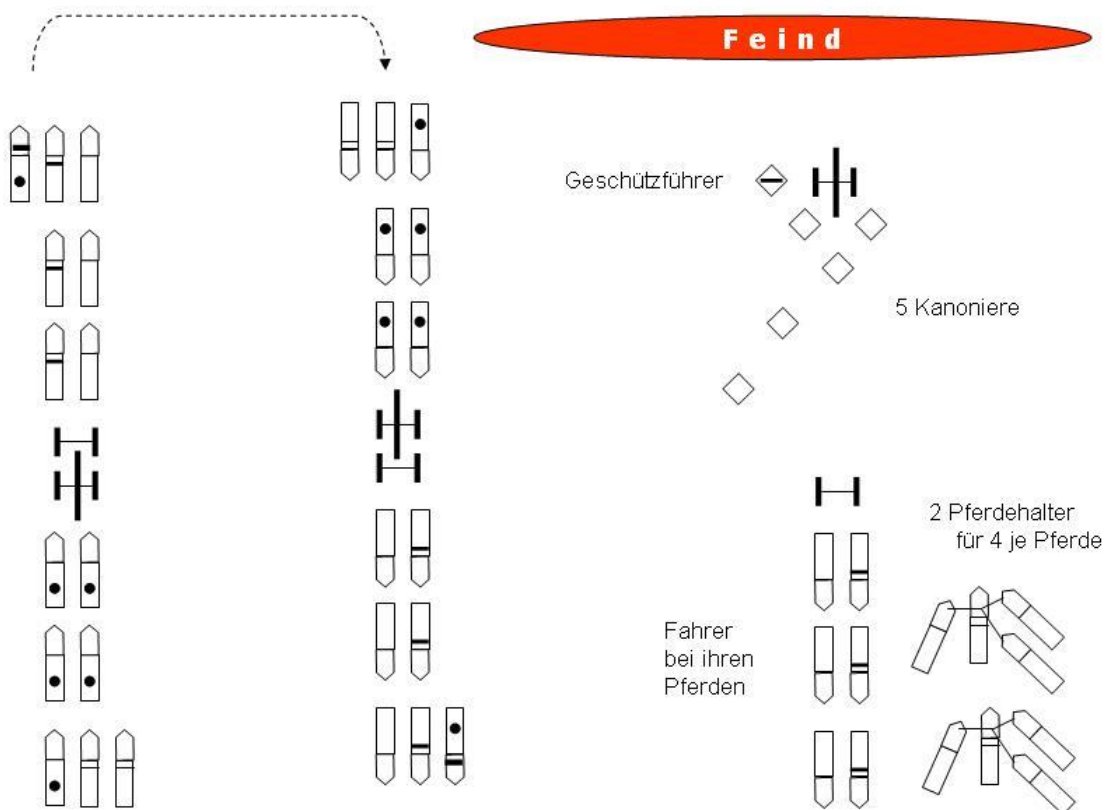 Feind
Geschützführer
5 Kanoniere
2 Pferdehalter
für 4 je Pferde
Fahrer
bei ihren
Pferden